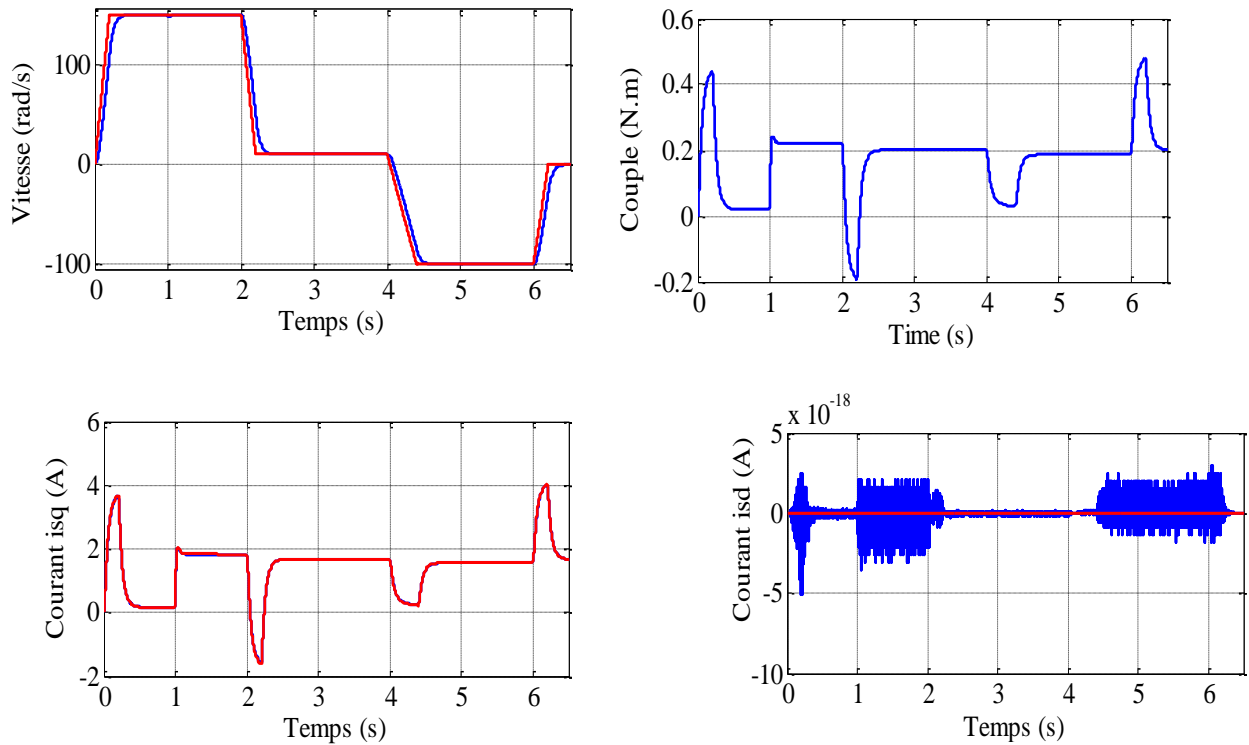 Vitesse (rad/s)
100
0
-100
0 1 2 3 4 5 6
Temps (s)
Couple (N.m)
0.6
0.4
0.2
0
-0.2
0 1 2 3 4 5 6
Time (s)
Courant isq (A)
6
4
2
0
-2
0 1 2 3 4 5 6
Temps (s)
x 10-18
Courant isd (A)
5
0
-5
-10
0 1 2 3 4 5 6
Temps (s)